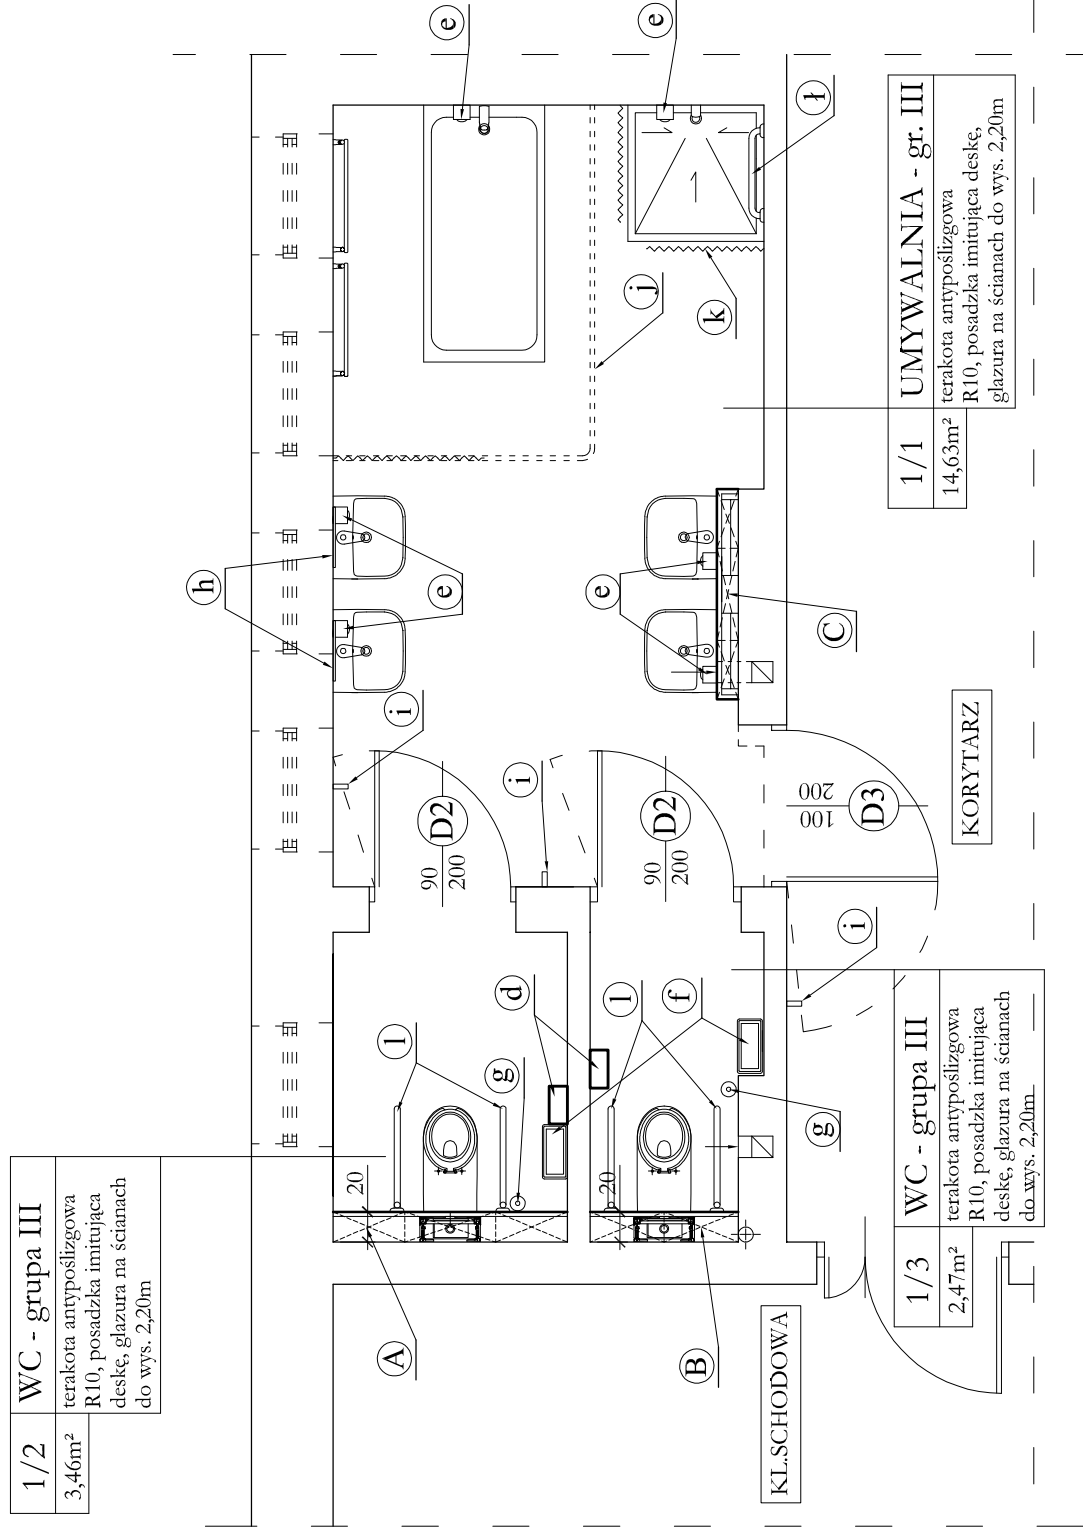 1/2 WC - grupa III
3,46m² terakota antypoślizgowa
R10, posadzka imitująca
deskę, glazura na ścianach
do wys. 2,20m
A
20
l
g
d
i
D2
90
200
h
e
e
j
k
e
ł
e
C
i
D2
90
200
f
l
20
B
g
i
D3
100
200
KL.SCHODOWA
KORYTARZ
1/3 WC - grupa III
2,47m² terakota antypoślizgowa
R10, posadzka imitująca
deskę, glazura na ścianach
do wys. 2,20m
1/1 UMYWALNIA - gr. III
14,63m² terakota antypoślizgowa
R10, posadzka imitująca deskę,
glazura na ścianach do wys. 2,20m